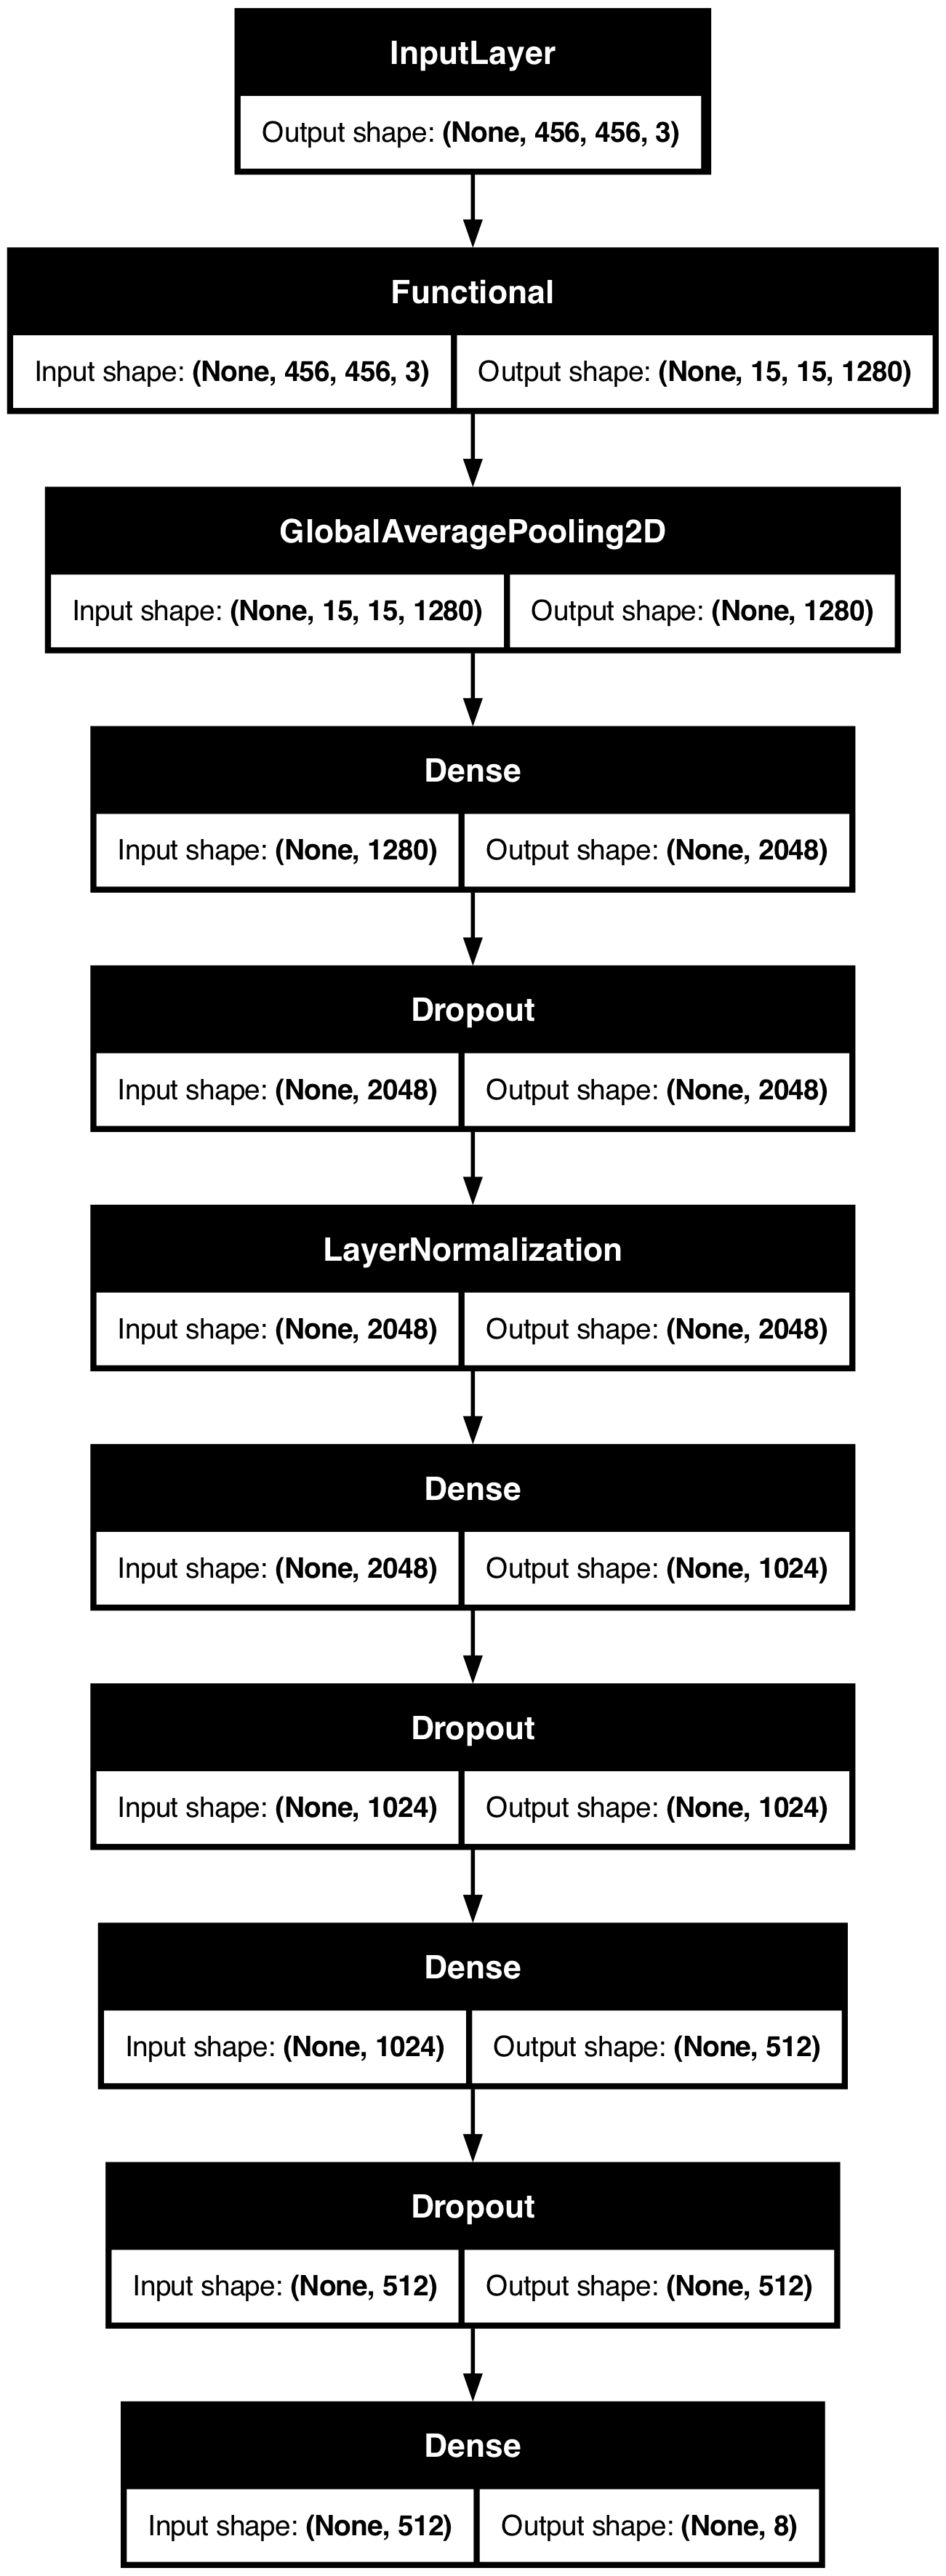 InputLayer
Output shape: (None, 456, 456, 3)
Functional
Input shape: (None, 456, 456, 3) Output shape: (None, 15, 15, 1280)
GlobalAveragePooling2D
Input shape: (None, 15, 15, 1280) Output shape: (None, 1280)
Dense
Input shape: (None, 1280) Output shape: (None, 2048)
Dropout
Input shape: (None, 2048) Output shape: (None, 2048)
LayerNormalization
Input shape: (None, 2048) Output shape: (None, 2048)
Dense
Input shape: (None, 2048) Output shape: (None, 1024)
Dropout
Input shape: (None, 1024) Output shape: (None, 1024)
Dense
Input shape: (None, 1024) Output shape: (None, 512)
Dropout
Input shape: (None, 512) Output shape: (None, 512)
Dense
Input shape: (None, 512) Output shape: (None, 8)